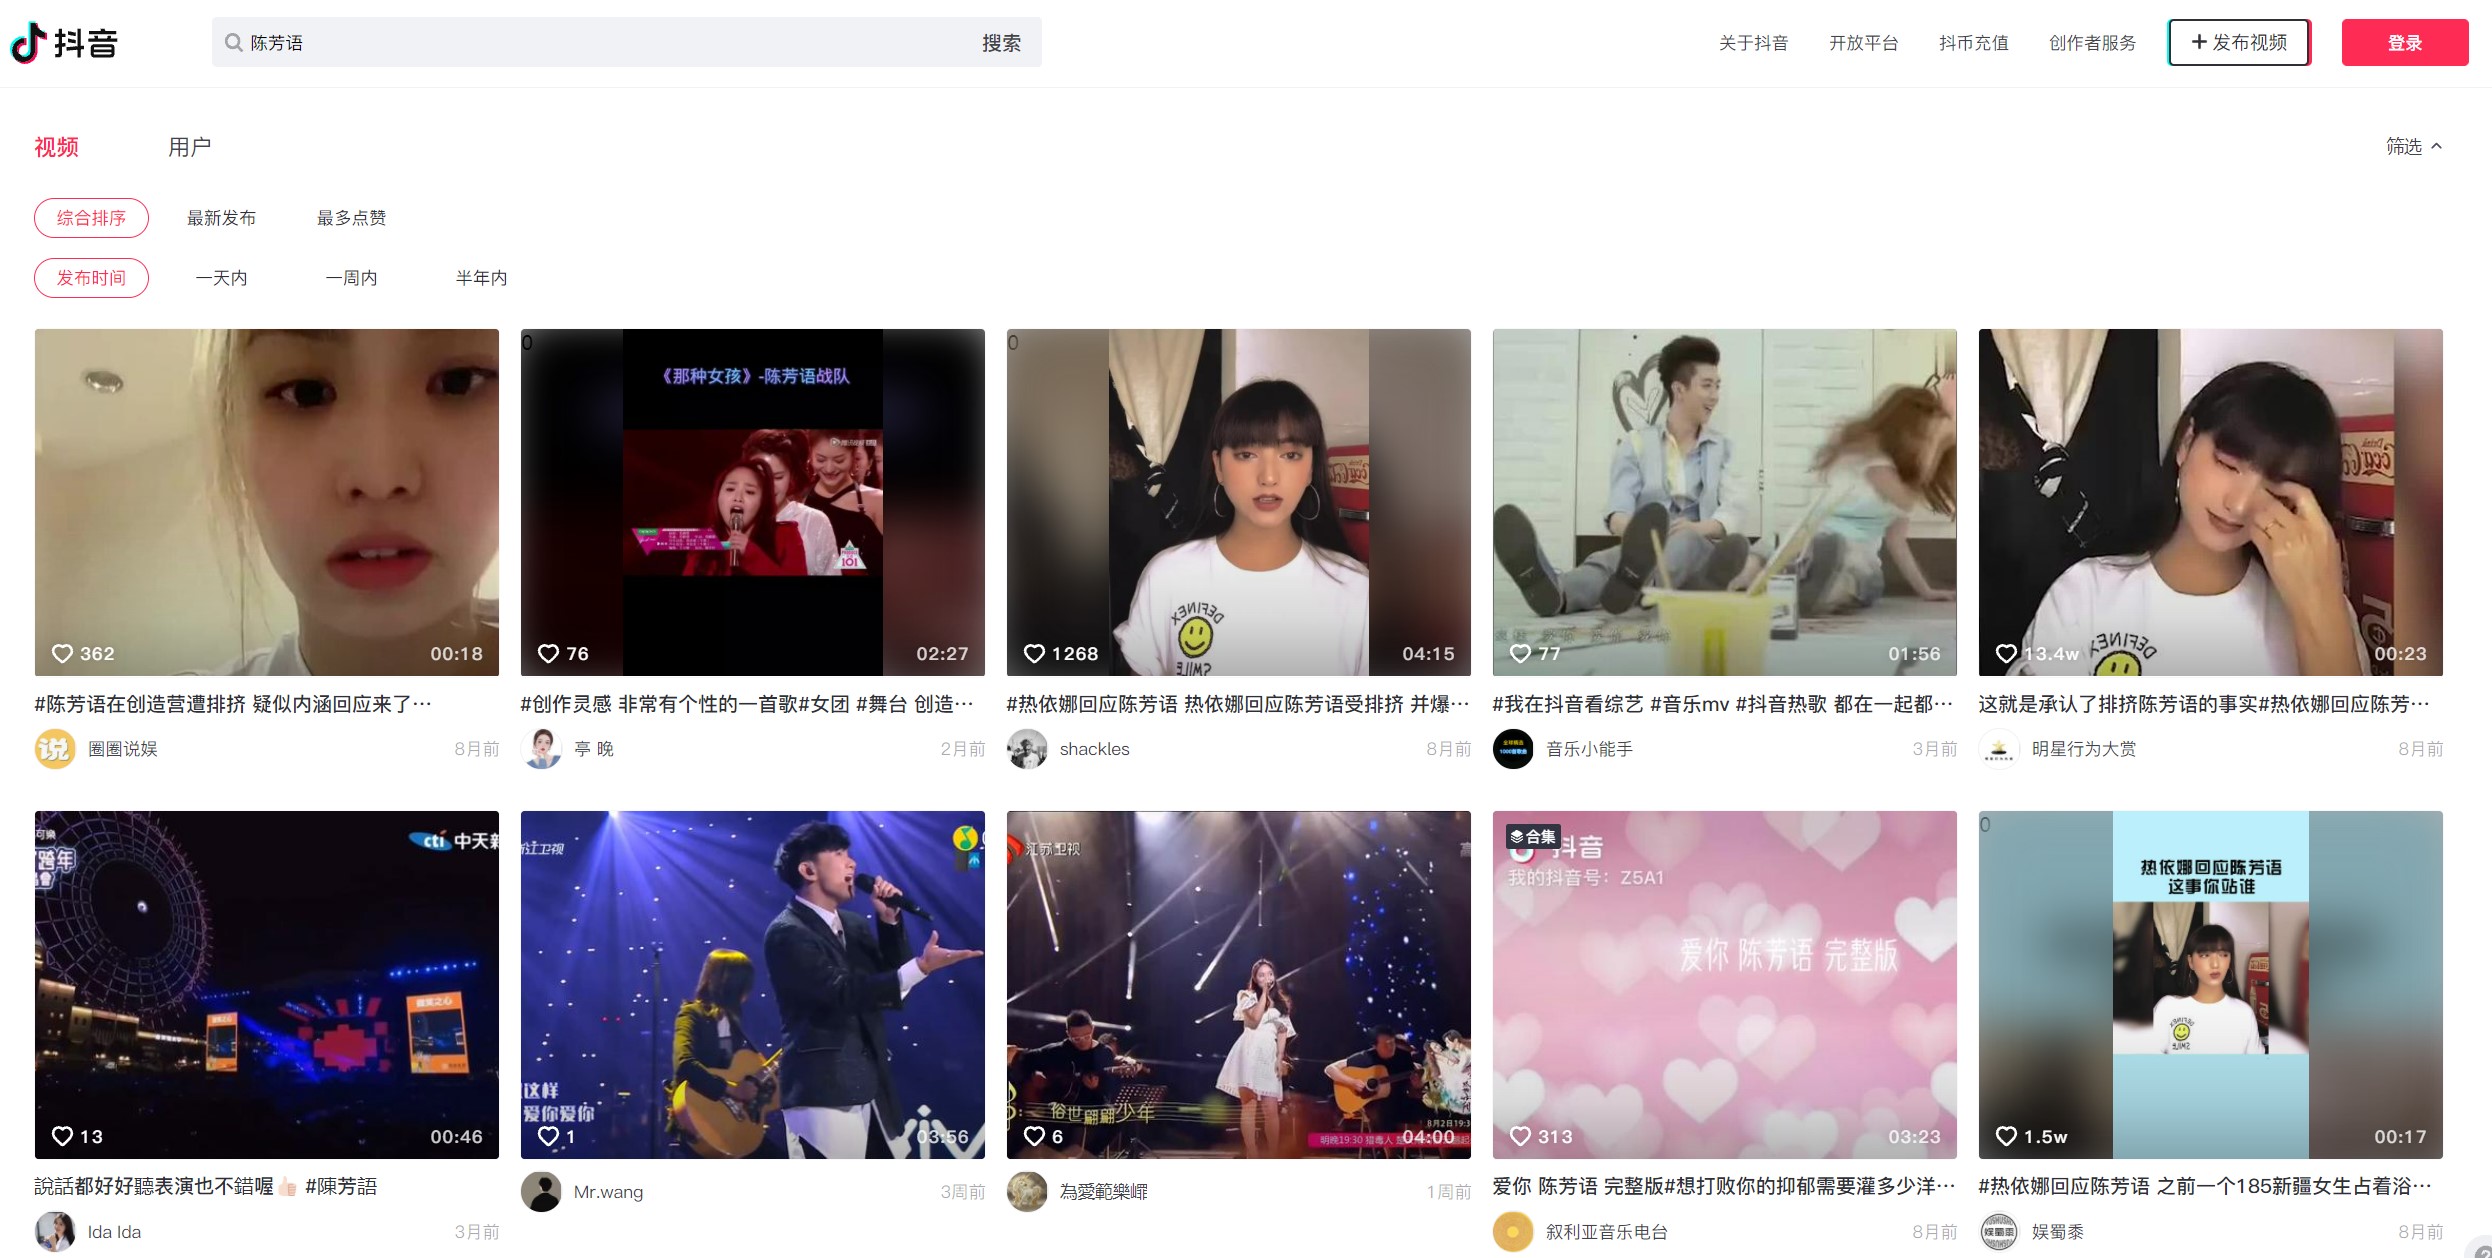 抖音
陈芳语
搜索
关于抖音
开放平台
抖币充值
创作者服务
+ 发布视频
登录
视频
用户
筛选
综合排序
最新发布
最多点赞
发布时间
一天内
一周内
半年内
362
00:18
#陈芳语在创造营遭排挤 疑似内涵回应来了…
说
圈圈说娱
8月前
0
《那种女孩》-陈芳语战队
101
76
02:27
#创作灵感 非常有个性的一首歌#女团 #舞台 创造…
亭 晚
2月前
0
1268
04:15
#热依娜回应陈芳语 热依娜回应陈芳语受排挤 并爆…
shackles
8月前
77
01:56
#我在抖音看综艺 #音乐mv #抖音热歌 都在一起都…
音乐小能手
3月前
13.4w
00:23
这就是承认了排挤陈芳语的事实#热依娜回应陈芳…
明星行为大赏
8月前
cti 中天新
跨年
13
00:46
說話都好好聽表演也不錯喔👍🏻 #陳芳語
Ida Ida
3月前
江卫视
这样
爱你爱你
1
03:56
Mr.wang
3周前
江苏卫视
俗世翩翩少年
6
04:00
為愛範樂嘩
1周前
合集
抖音
我的抖音号：Z5A1
爱你 陈芳语 完整版
313
03:23
爱你 陈芳语 完整版#想打败你的抑郁需要灌多少洋…
叙利亚音乐电台
8月前
0
热依娜回应陈芳语
这事你站谁
1.5w
00:17
#热依娜回应陈芳语 之前一个185新疆女生占着浴…
娱蜀黍
8月前